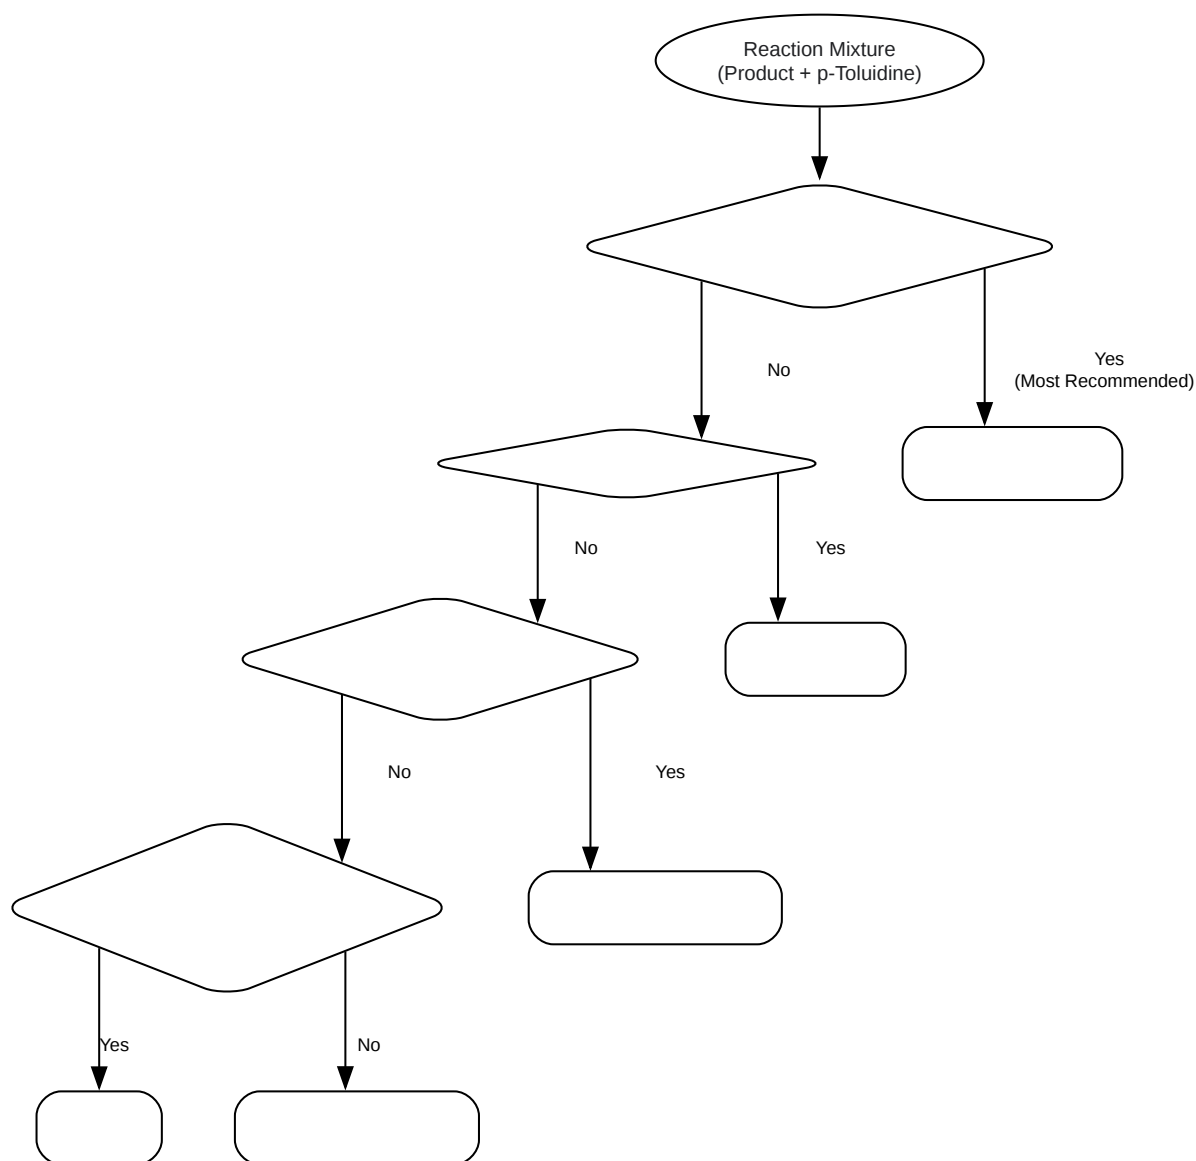 Reaction Mixture
(Product + p-Toluidine)
No
Yes
(Most Recommended)
No
Yes
No
Yes
Yes
No